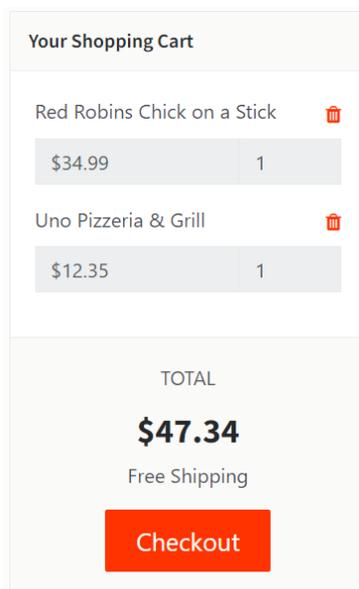 Your Shopping Cart
Red Robins Chick on a Stick
$34.99 1
Uno Pizzeria & Grill
$12.35 1
TOTAL
$47.34
Free Shipping
Checkout